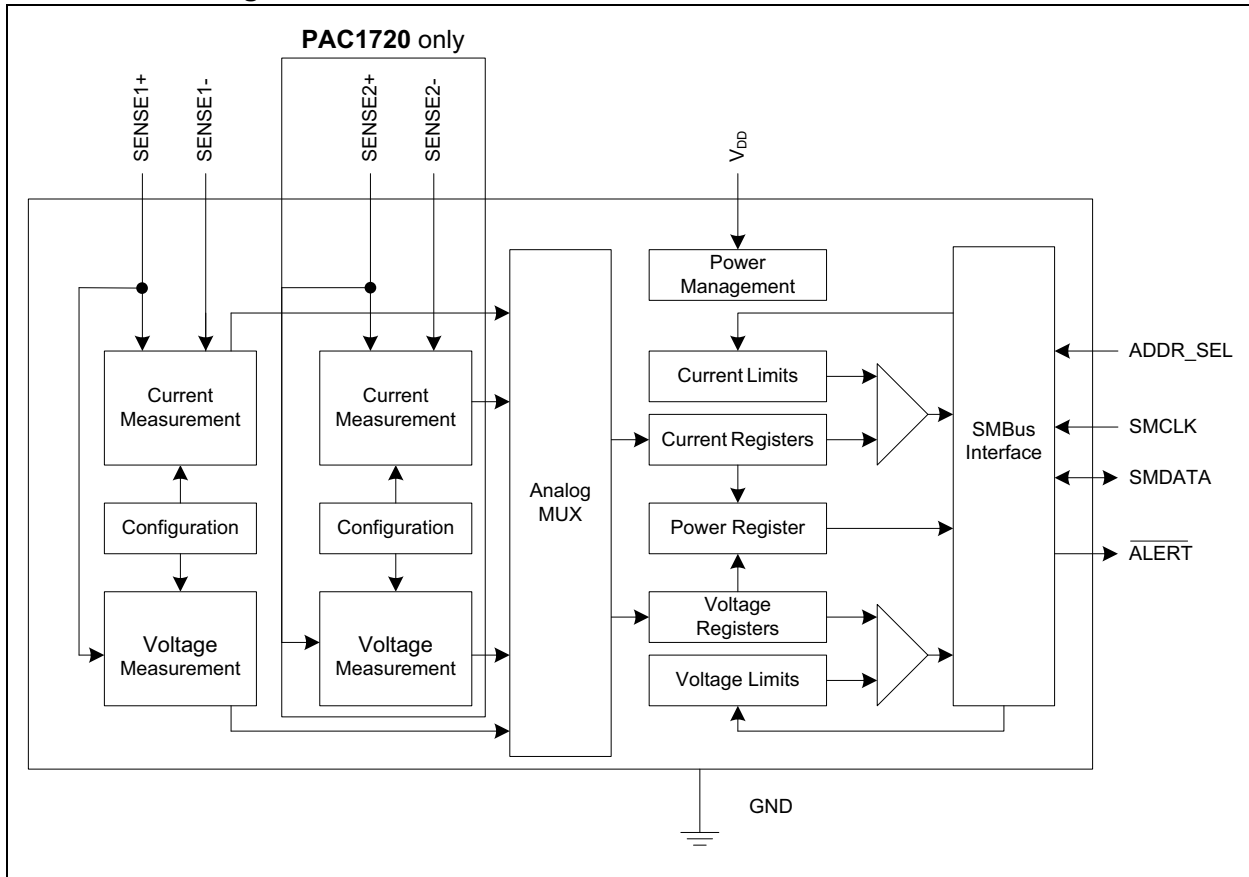 PAC1720 only
SENSE1+
SENSE1-
SENSE2+
SENSE2-
VDD
Power
Management
Current
Measurement
Current
Measurement
Current Limits
Current Registers
Configuration
Configuration
Analog
MUX
Power Register
Voltage
Measurement
Voltage
Measurement
Voltage
Registers
Voltage Limits
SMBus
Interface
ADDR_SEL
SMCLK
SMDATA
ALERT
GND